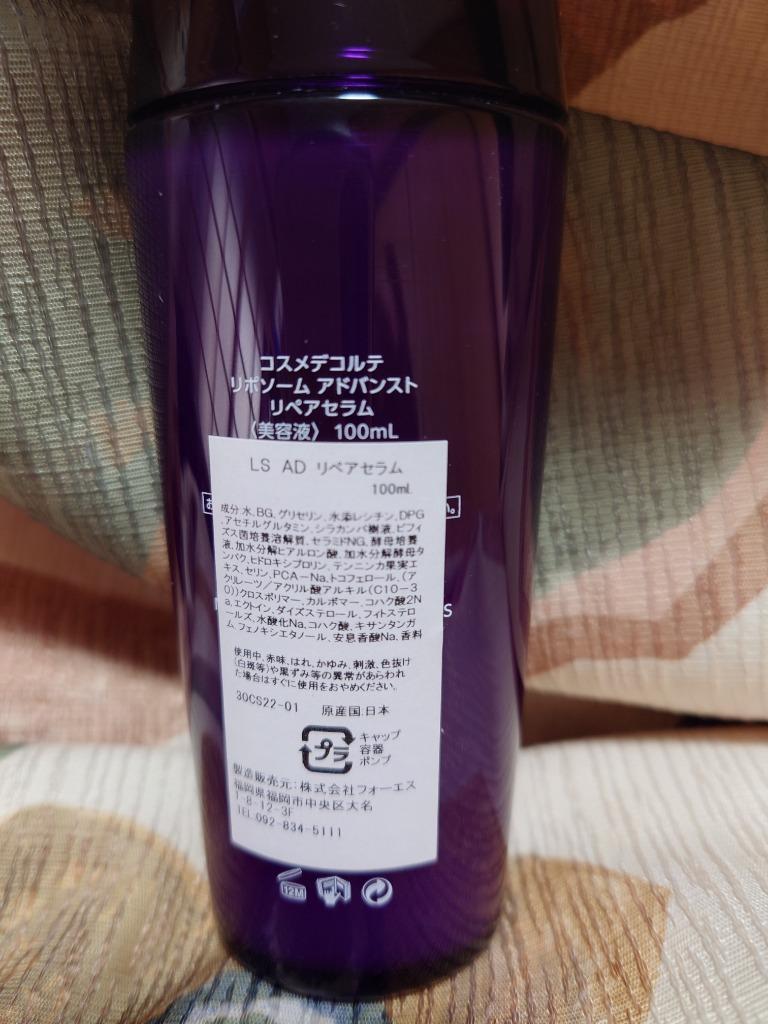 コスメデコルテ
リポソーム アドバンスト
リペアセラム
〈美容液〉 100mL
LS AD リペアセラム
100ml
お
い。
成分:水、BG、グリセリン、水添レシチン、DPG
、アセチルグルタミン、シラカンバ樹液、ビフィ
ズス菌培養溶解質、セラミドNG、酵母培養
液、加水分解ヒアルロン酸、加水分解酵母タ
ンパク、ヒドロキシプロリン、テンニンカ果実エ
キス、セリン、PCA-Na、トコフェロール、(ア
クリレーツ/アクリル酸アルキル(C10-3
0))クロスポリマー、カルボマー、コハク酸2N
a、エクトイン、ダイズステロール、フィトステロ
ールズ、水酸化Na、コハク酸、キサンタンガ
ム、フェノキシエタノール、安息香酸Na、香料
使用中、赤味、はれ、かゆみ、刺激、色抜け
(白斑等)や黒ずみ等の異常があらわれ
た場合はすぐに使用をおやめください。
30CS22-01 原産国:日本
プラ
キャップ
容器
ポンプ
製造販売元:株式会社フォーエス
福岡県福岡市中央区大名
1-8-12-3F
TEL.092-834-5111
12M